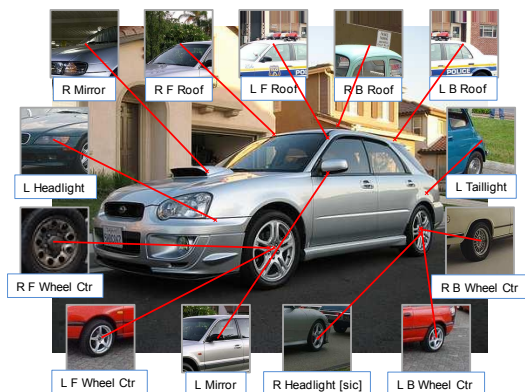 POLICE
R Mirror
R F Roof
L F Roof
R B Roof
L B Roof
L Headlight
L Taillight
R F Wheel Ctr
R B Wheel Ctr
L F Wheel Ctr
L Mirror
R Headlight [sic]
L B Wheel Ctr